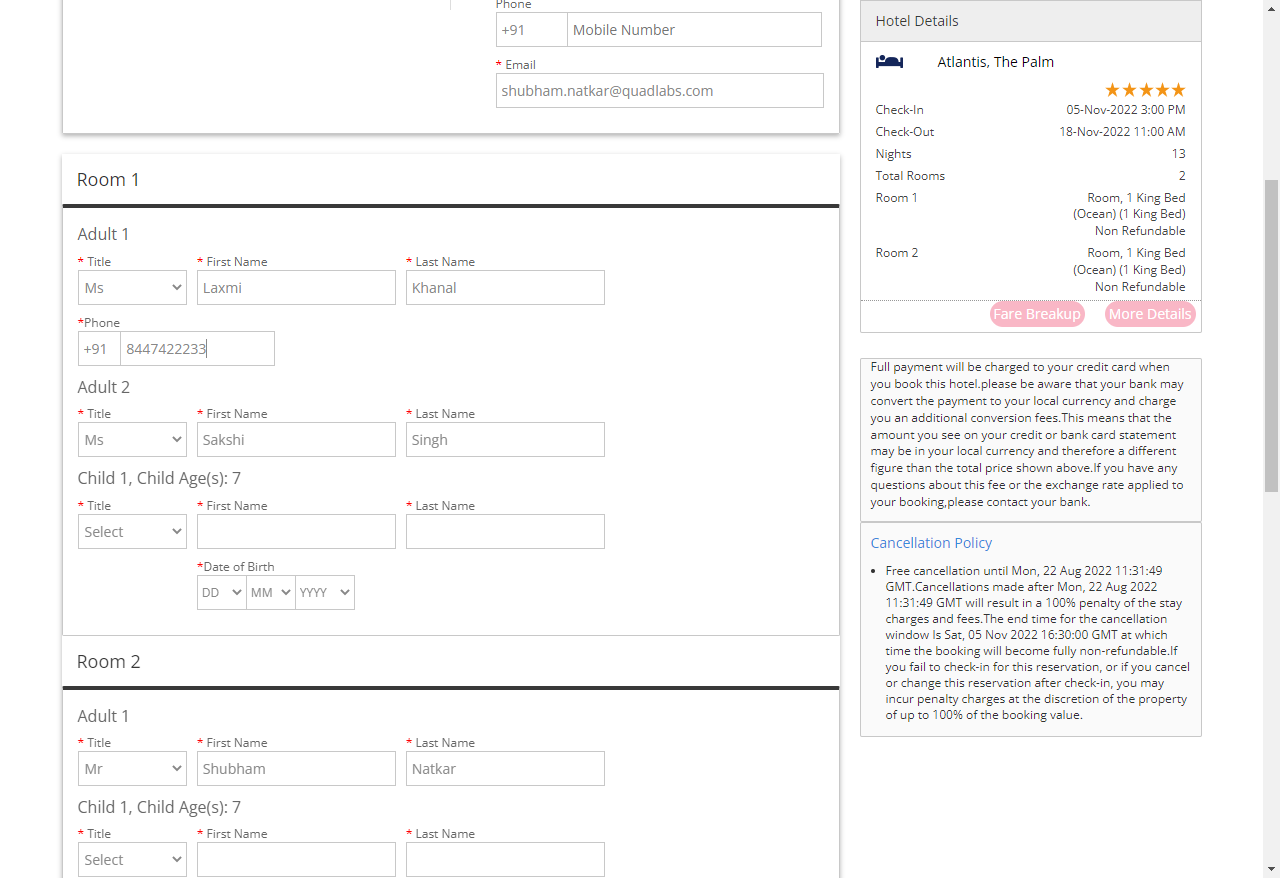 Phone
+91 Mobile Number
* Email
shubham.natkar@quadlabs.com
Room 1
Adult 1
* Title * First Name * Last Name
Ms Laxmi Khanal
*Phone
+91 8447422233
Adult 2
* Title * First Name * Last Name
Ms Sakshi Singh
Child 1, Child Age(s): 7
* Title * First Name * Last Name
Select
*Date of Birth
DD MM YYYY
Room 2
Adult 1
* Title * First Name * Last Name
Mr Shubham Natkar
Child 1, Child Age(s): 7
* Title * First Name * Last Name
Select
Hotel Details
Atlantis, The Palm
Check-In 05-Nov-2022 3:00 PM
Check-Out 18-Nov-2022 11:00 AM
Nights 13
Total Rooms 2
Room 1 Room, 1 King Bed
(Ocean) (1 King Bed)
Non Refundable
Room 2 Room, 1 King Bed
(Ocean) (1 King Bed)
Non Refundable
Fare Breakup More Details
Full payment will be charged to your credit card when
you book this hotel.please be aware that your bank may
convert the payment to your local currency and charge
you an additional conversion fees.This means that the
amount you see on your credit or bank card statement
may be in your local currency and therefore a different
figure than the total price shown above.If you have any
questions about this fee or the exchange rate applied to
your booking,please contact your bank.
Cancellation Policy
• Free cancellation until Mon, 22 Aug 2022 11:31:49
GMT.Cancellations made after Mon, 22 Aug 2022
11:31:49 GMT will result in a 100% penalty of the stay
charges and fees.The end time for the cancellation
window Is Sat, 05 Nov 2022 16:30:00 GMT at which
time the booking will become fully non-refundable.If
you fail to check-in for this reservation, or if you cancel
or change this reservation after check-in, you may
incur penalty charges at the discretion of the property
of up to 100% of the booking value.